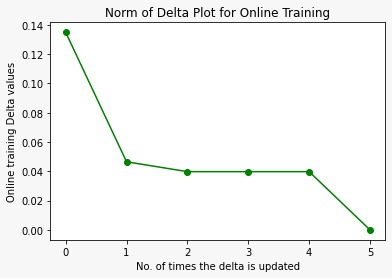 Norm of Delta Plot for Online Training
Online training Delta values
0.14
0.12
0.10
0.08
0.06
0.04
0.02
0.00
0 1 2 3 4 5
No. of times the delta is updated